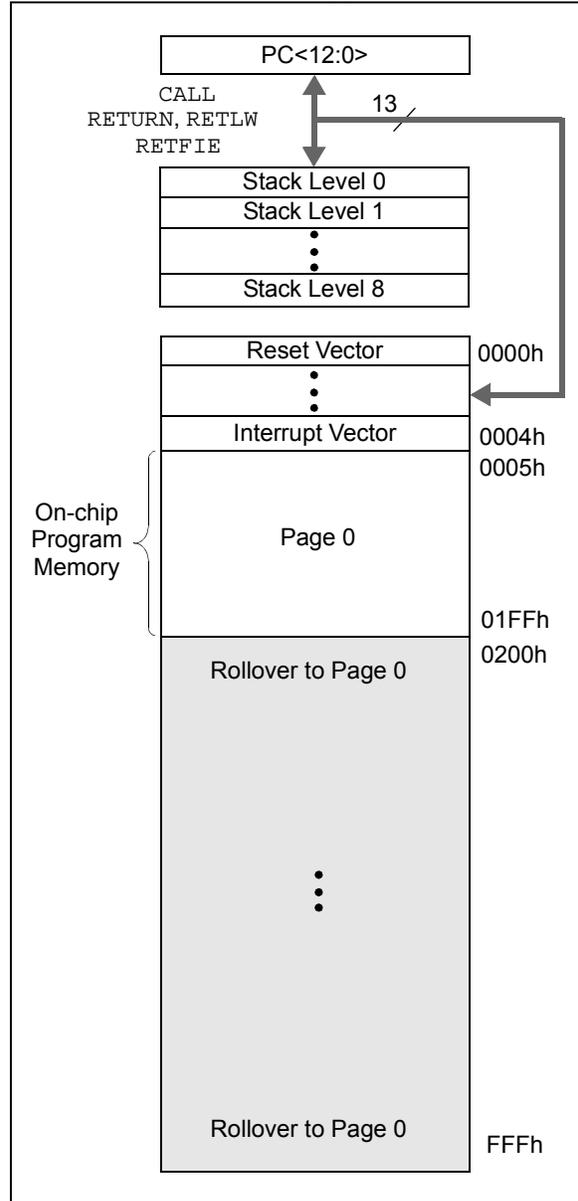 PC<12:0>
CALL
RETURN, RETLW
RETFIE
13
Stack Level 0
Stack Level 1
Stack Level 8
Reset Vector
0000h
Interrupt Vector
0004h
0005h
On-chip
Program
Memory
Page 0
01FFh
0200h
Rollover to Page 0
Rollover to Page 0
FFFh